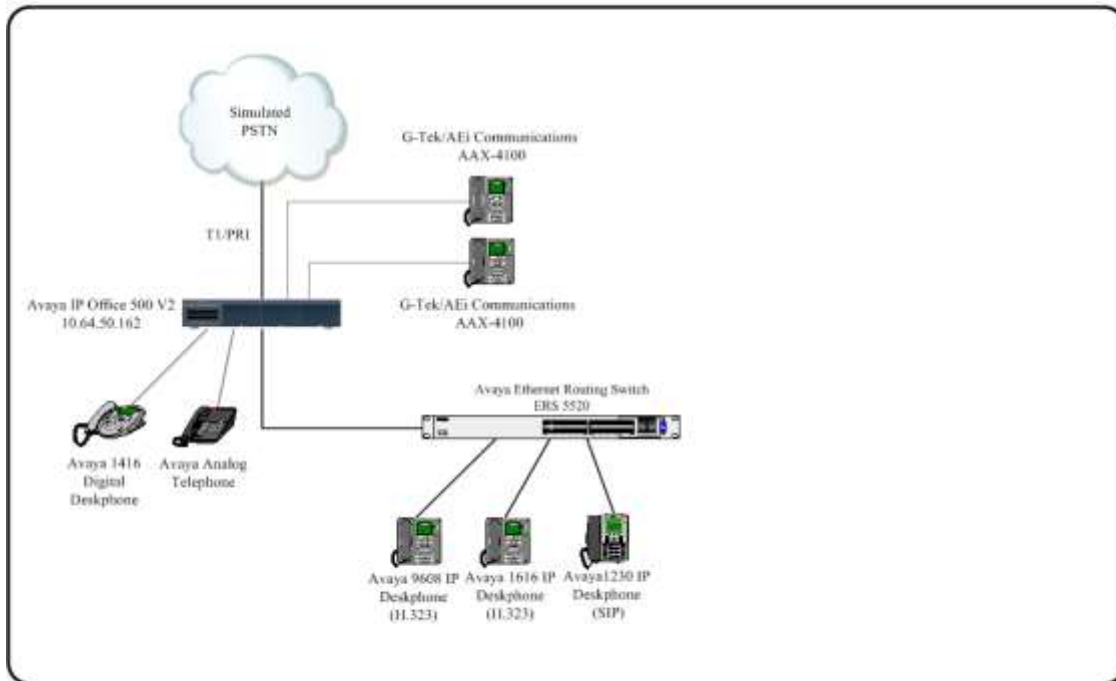 Simulated
PSTN
G-Tek/AEi Communications
AAX-4100
T1/PRI
G-Tek/AEi Communications
AAX-4100
Avaya IP Office 500 V2
10.64.50.162
Avaya Ethernet Routing Switch
ERS 5520
Avaya 1416
Digital
Deskphone
Avaya Analog
Telephone
Avaya 9608 IP
Deskphone
(H.323)
Avaya 1616 IP
Deskphone
(H.323)
Avaya1230 IP
Deskphone
(SIP)